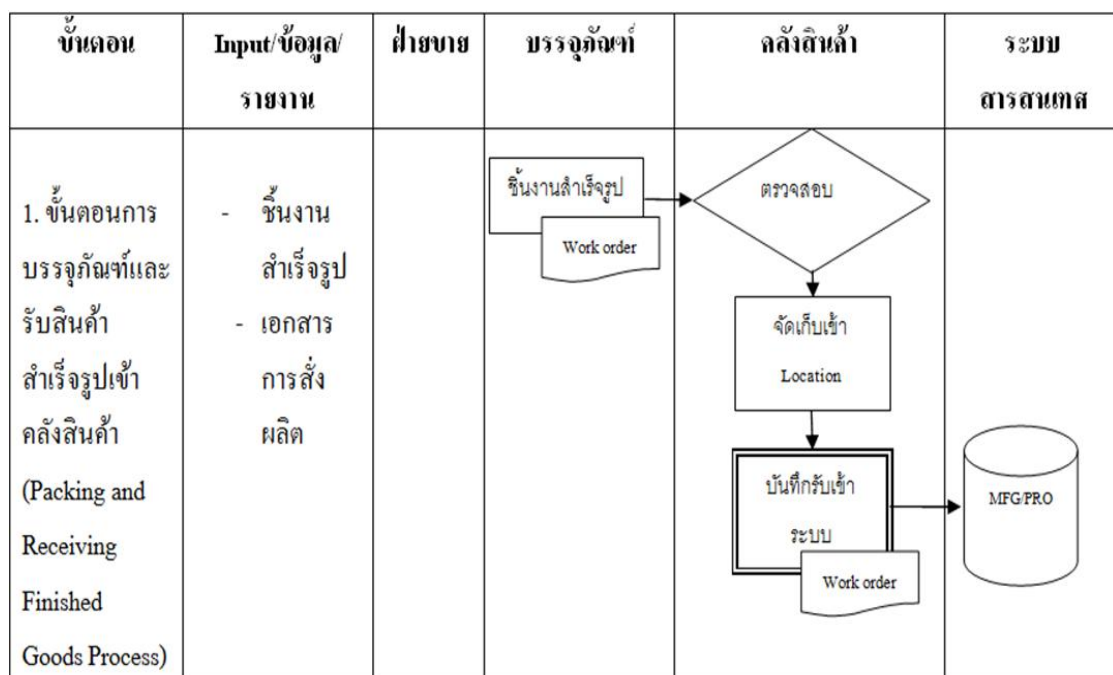 ขั้นตอน
Input/ข้อมูล/
รายงาน
ฝ่ายขาย
บรรจุภัณฑ์
คลังสินค้า
ระบบ
สารสนเทศ
1. ขั้นตอนการ
บรรจุภัณฑ์และ
รับสินค้า
สำเร็จรูปเข้า
คลังสินค้า
(Packing and
Receiving
Finished
Goods Process)
- ชิ้นงาน
สำเร็จรูป
- เอกสาร
การสั่ง
ผลิต
ชิ้นงานสำเร็จรูป
Work order
ตรวจสอบ
จัดเก็บเข้า
Location
บันทึกรับเข้า
ระบบ
Work order
MFG/PRO